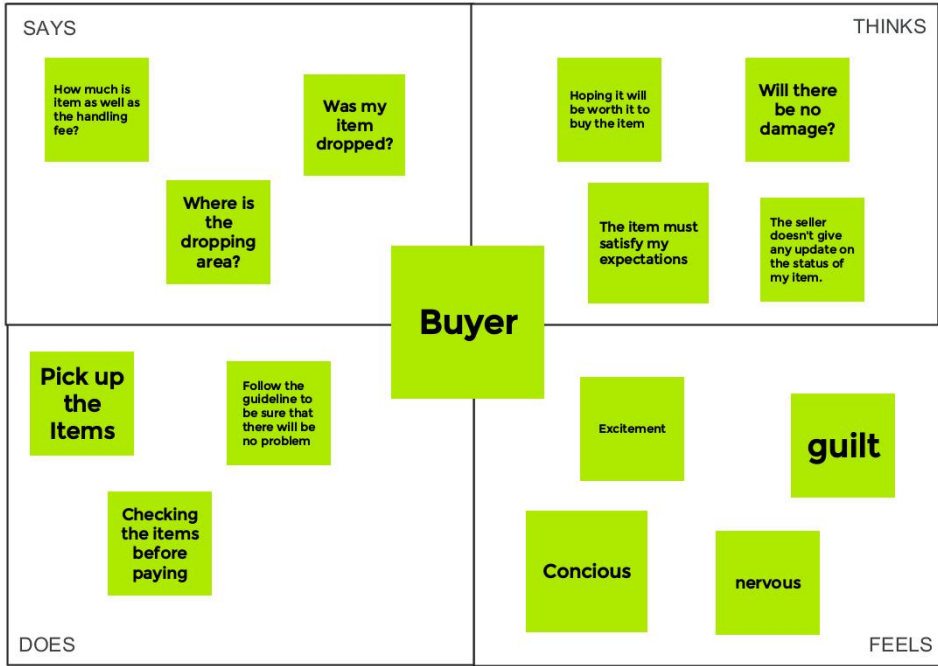 SAYS
How much is
item as well as
the handling
fee?
Was my
item
dropped?
Where is
the
dropping
area?
THINKS
Hoping it will
be worth it to
buy the item
Will there
be no
damage?
The item must
satisfy my
expectations
The seller
doesn't give
any update on
the status of
my item.
Buyer
Pick up
the
Items
Follow the
guideline to
be sure that
there will be
no problem
Checking
the items
before
paying
DOES
Excitement
guilt
Concious
nervous
FEELS